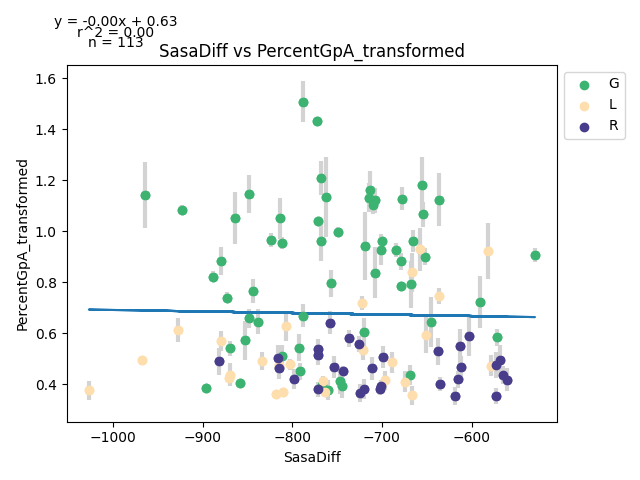 y = -0.00x + 0.63
r^2 = 0.00
n = 113
SasaDiff vs PercentGpA_transformed
G
L
R
PercentGpA_transformed
1.6
1.4
1.2
1.0
0.8
0.6
0.4
−1000
−900
−800
−700
−600
SasaDiff